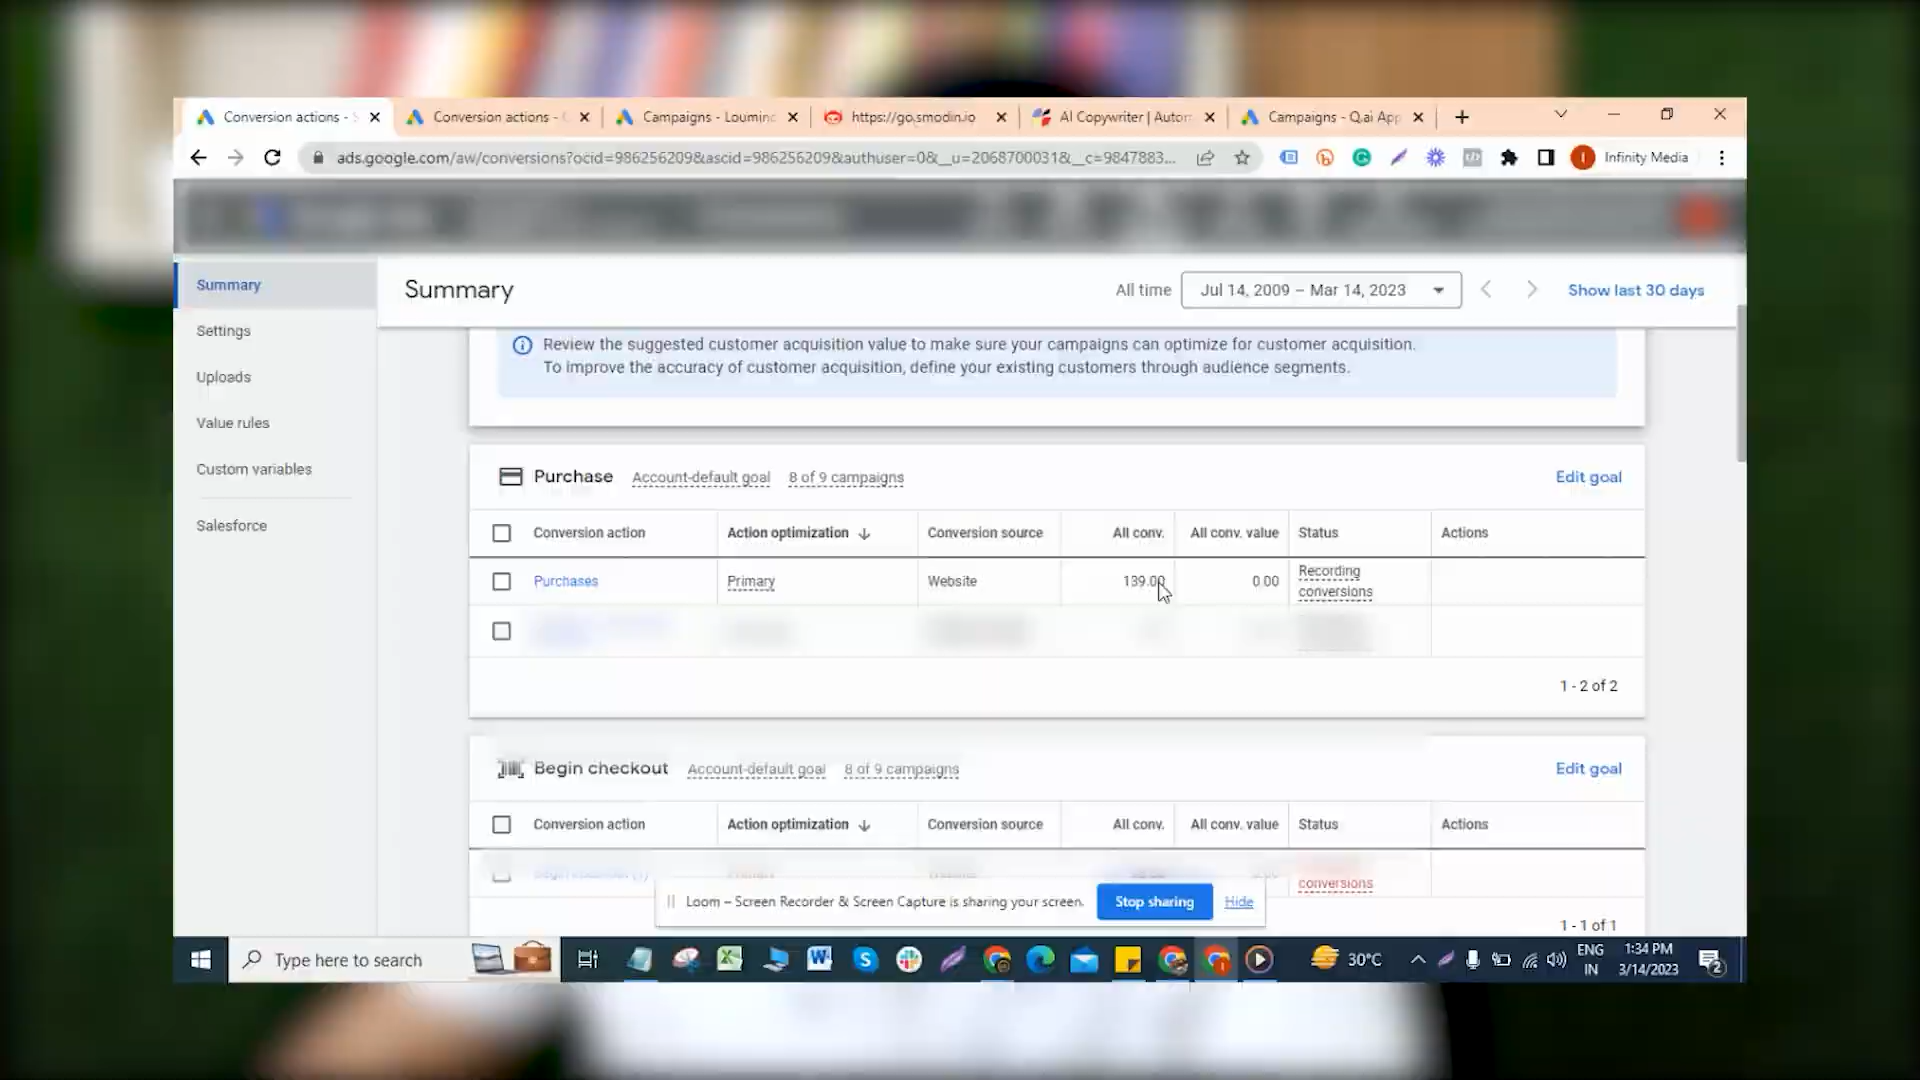 Conversion actions - S
Conversion actions -
Campaigns - Loumino
https://go.smodin.io
AI Copywriter | Autom
Campaigns - Q.ai App
ads.google.com/aw/conversions?ocid=986256209&ascid=986256209&authuser=0&__u=2068700031&__c=9847883...
Infinity Media
Summary
Settings
Uploads
Value rules
Custom variables
Salesforce
Summary
All time
Jul 14, 2009 – Mar 14, 2023
Show last 30 days
Review the suggested customer acquisition value to make sure your campaigns can optimize for customer acquisition.
To improve the accuracy of customer acquisition, define your existing customers through audience segments.
Purchase Account-default goal 8 of 9 campaigns Edit goal
Conversion action Action optimization Conversion source All conv. All conv. value Status Actions
Purchases Primary Website 139.00 0.00 Recording conversions
1 - 2 of 2
Begin checkout Account-default goal 8 of 9 campaigns Edit goal
Conversion action Action optimization Conversion source All conv. All conv. value Status Actions
conversions
Loom – Screen Recorder & Screen Capture is sharing your screen. Stop sharing Hide
1 - 1 of 1
Type here to search
30°C
ENG
IN
1:34 PM
3/14/2023
2